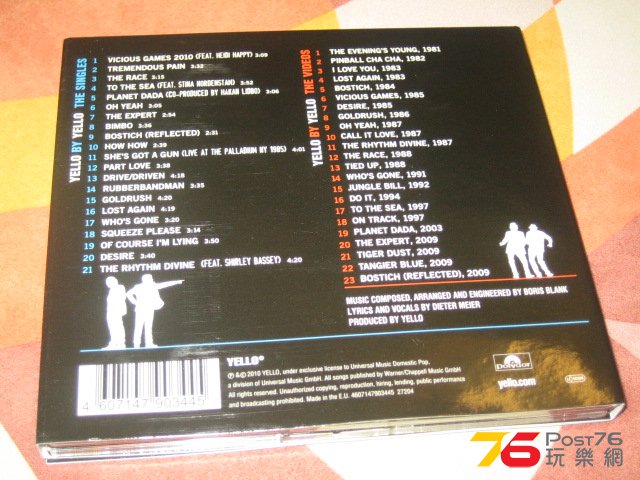 YELLO BY YELLO THE SINGLES
1 VICIOUS GAMES 2010 (FEAT. HEIDI HAPPY) 3:09
2 TREMENDOUS PAIN 3:32
3 THE RACE 3:15
4 TO THE SEA (FEAT. STINA NORDENSTAM) 3:52
5 PLANET DADA (CO-PRODUCED BY HAKAN LIDBO) 3:06
6 OH YEAH 3:05
7 THE EXPERT 2:54
8 BIMBO 3:36
9 BOSTICH (REFLECTED) 2:31
10 HOW HOW 2:39
11 SHE'S GOT A GUN (LIVE AT THE PALLADIUM NY 1985) 4:01
12 PART LOVE 3:38
13 DRIVE/DRIVEN 4:18
14 RUBBERBANDMAN 3:35
15 GOLDRUSH 4:20
16 LOST AGAIN 4:19
17 WHO'S GONE 3:20
18 SQUEEZE PLEASE 3:14
19 OF COURSE I'M LYING 3:50
20 DESIRE 3:40
21 THE RHYTHM DIVINE (FEAT. SHIRLEY BASSEY) 4:20
YELLO BY YELLO THE VIDEOS
1 THE EVENING'S YOUNG, 1981
2 PINBALL CHA CHA, 1982
3 I LOVE YOU, 1983
4 LOST AGAIN, 1983
5 BOSTICH, 1984
6 VICIOUS GAMES, 1985
7 DESIRE, 1985
8 GOLDRUSH, 1986
9 OH YEAH, 1987
10 CALL IT LOVE, 1987
11 THE RHYTHM DIVINE, 1987
12 THE RACE, 1988
13 TIED UP, 1988
14 WHO'S GONE, 1991
15 JUNGLE BILL, 1992
16 DO IT, 1994
17 TO THE SEA, 1997
18 ON TRACK, 1997
19 PLANET DADA, 2003
20 THE EXPERT, 2009
21 TIGER DUST, 2009
22 TANGIER BLUE, 2009
23 BOSTICH (REFLECTED), 2009
MUSIC COMPOSED, ARRANGED AND ENGINEERED BY BORIS BLANK
LYRICS AND VOCALS BY DIETER MEIER
PRODUCED BY YELLO
4 607147 903445
YELLO®
℗ & © 2010 YELLO, under exclusive license to Universal Music Domestic Pop,
a division of Universal Music GmbH. All songs published by Warner/Chappell Music GmbH
All rights reserved. Unauthorized copying, reproduction, hiring, lending, public performance
and broadcasting prohibited. Made in the E.U. 4607147903445 27204
Polydor
yello.com
76 POST76
玩樂網